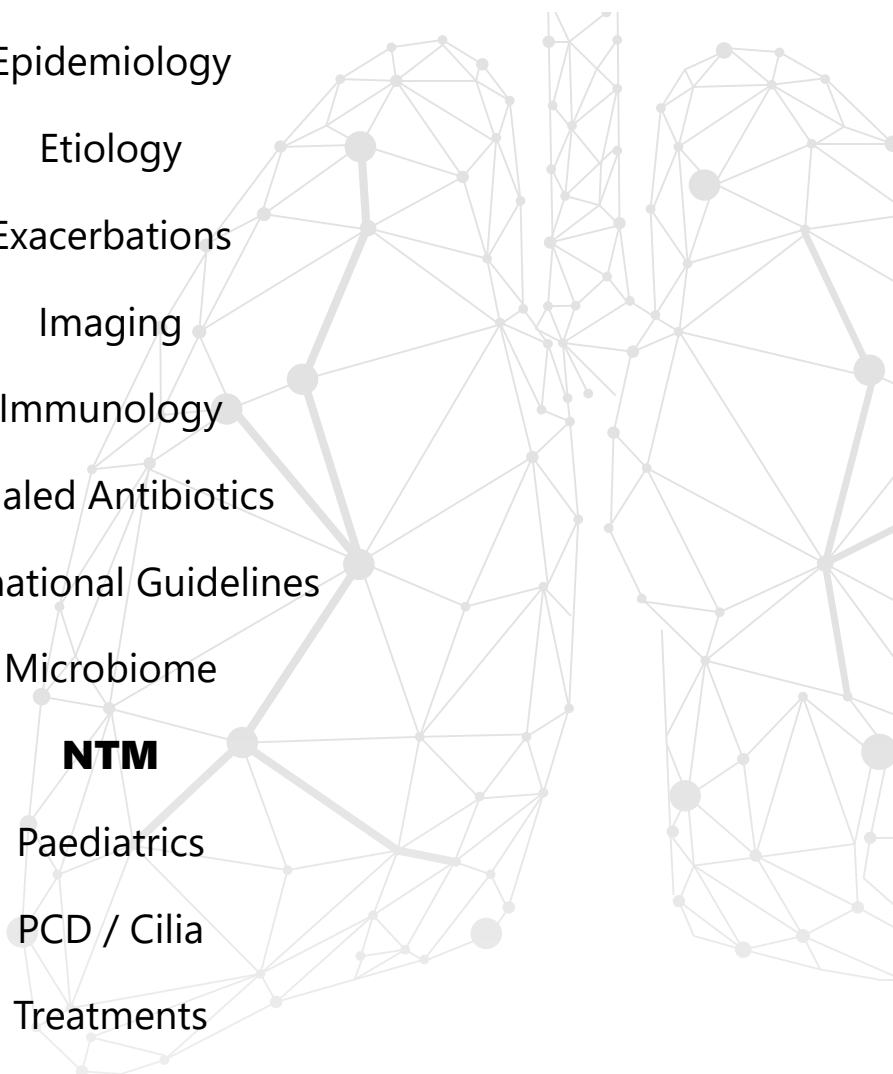 Epidemiology
Etiology
Exacerbations
Imaging
Immunology
aled Antibiotics
national Guidelines
Microbiome
NTM
Paediatrics
PCD / Cilia
Treatments